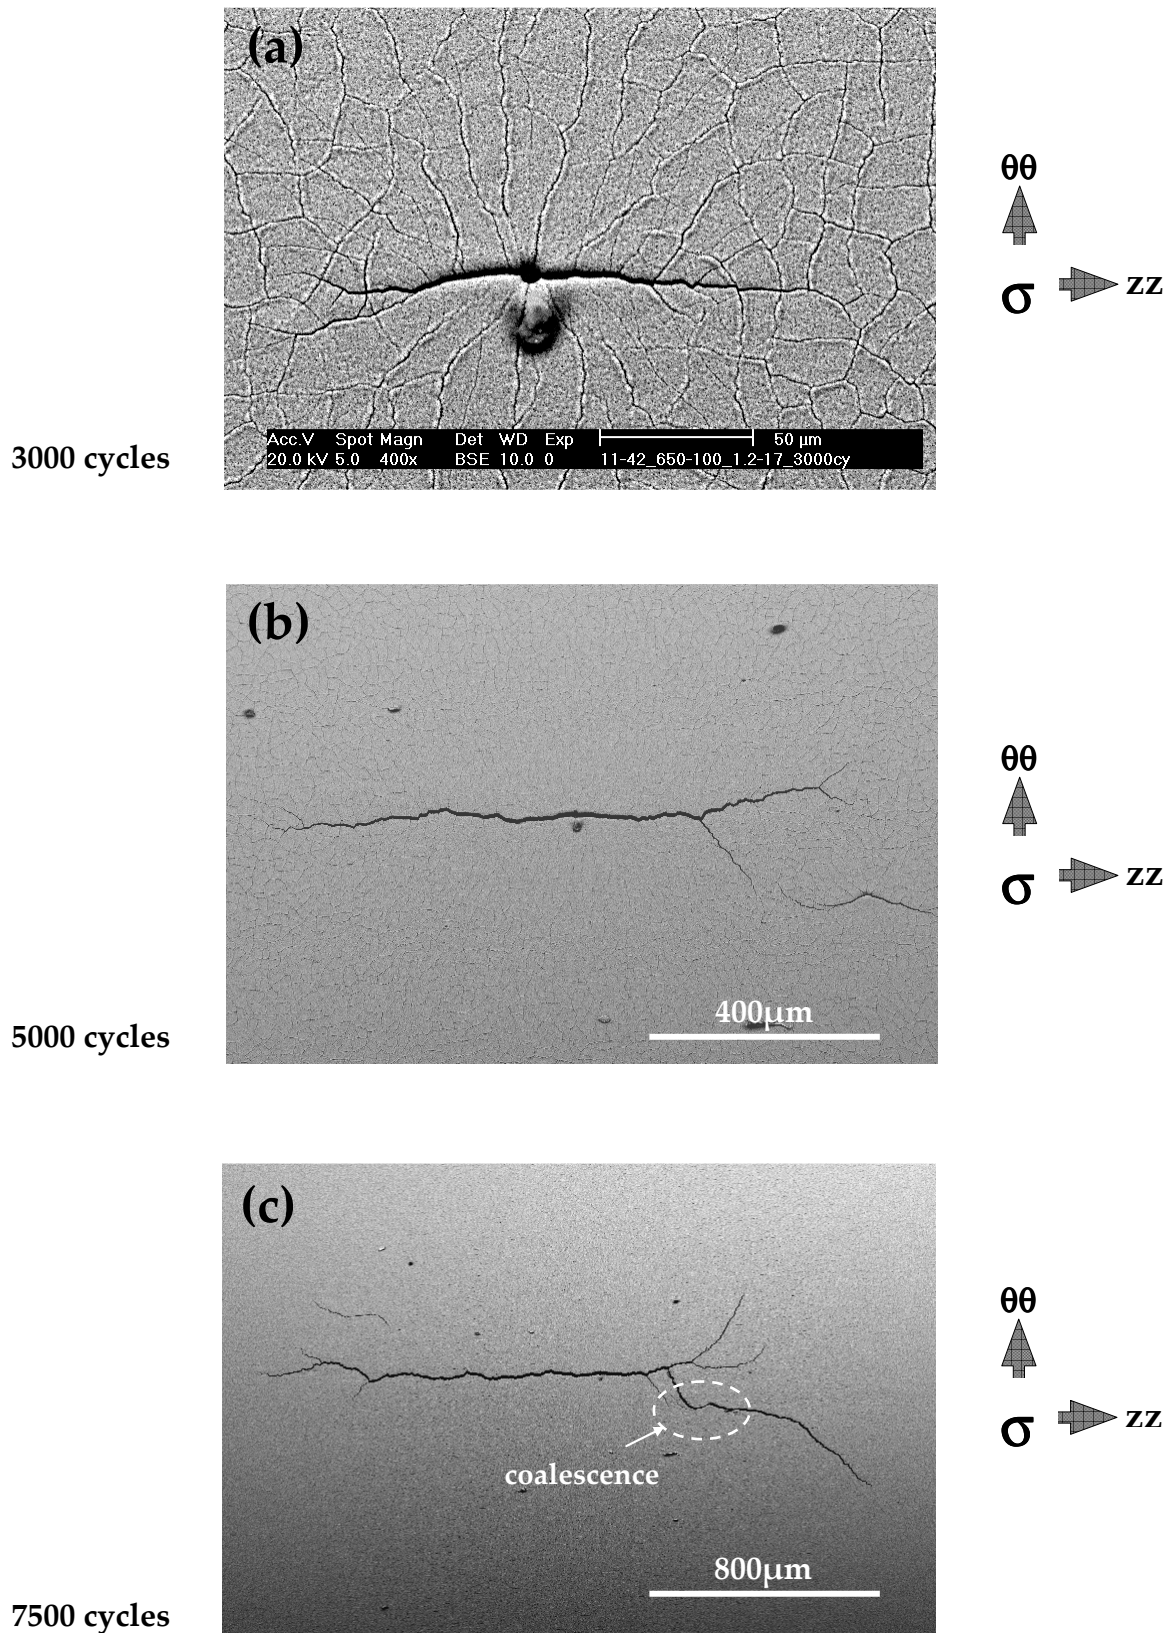 (a)
θθ
σ zz
Acc.V Spot Magn Det WD Exp 50 µm
20.0 kV 5.0 400x BSE 10.0 0 11-42_650-100_1.2-17_3000cy
3000 cycles
(b)
θθ
σ zz
400µm
5000 cycles
(c)
θθ
σ zz
coalescence
800µm
7500 cycles